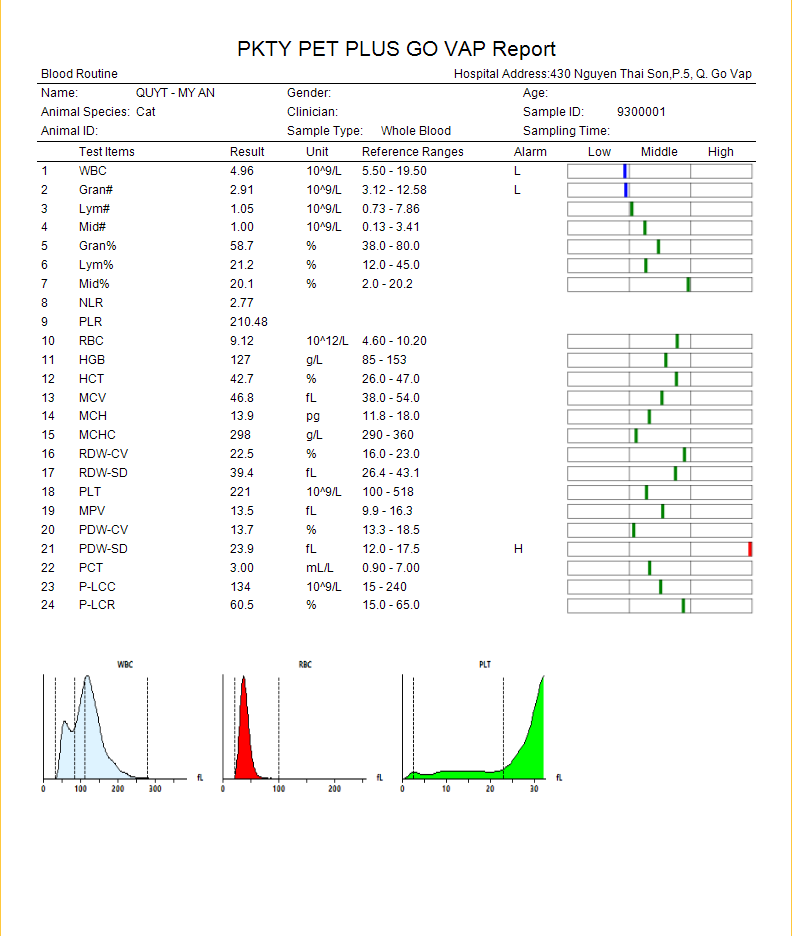 PKTY PET PLUS GO VAP Report
Blood Routine Hospital Address:430 Nguyen Thai Son,P.5, Q. Go Vap
Name: QUYT - MY AN Gender: Age:
Animal Species: Cat Clinician: Sample ID: 9300001
Animal ID: Sample Type: Whole Blood Sampling Time:
Test Items Result Unit Reference Ranges Alarm Low Middle High
1 WBC 4.96 10^9/L 5.50 - 19.50 L
2 Gran# 2.91 10^9/L 3.12 - 12.58 L
3 Lym# 1.05 10^9/L 0.73 - 7.86
4 Mid# 1.00 10^9/L 0.13 - 3.41
5 Gran% 58.7 % 38.0 - 80.0
6 Lym% 21.2 % 12.0 - 45.0
7 Mid% 20.1 % 2.0 - 20.2
8 NLR 2.77
9 PLR 210.48
10 RBC 9.12 10^12/L 4.60 - 10.20
11 HGB 127 g/L 85 - 153
12 HCT 42.7 % 26.0 - 47.0
13 MCV 46.8 fL 38.0 - 54.0
14 MCH 13.9 pg 11.8 - 18.0
15 MCHC 298 g/L 290 - 360
16 RDW-CV 22.5 % 16.0 - 23.0
17 RDW-SD 39.4 fL 26.4 - 43.1
18 PLT 221 10^9/L 100 - 518
19 MPV 13.5 fL 9.9 - 16.3
20 PDW-CV 13.7 % 13.3 - 18.5
21 PDW-SD 23.9 fL 12.0 - 17.5 H
22 PCT 3.00 mL/L 0.90 - 7.00
23 P-LCC 134 10^9/L 15 - 240
24 P-LCR 60.5 % 15.0 - 65.0
WBC RBC PLT
fL fL fL
0 100 200 300 0 100 200 0 10 20 30